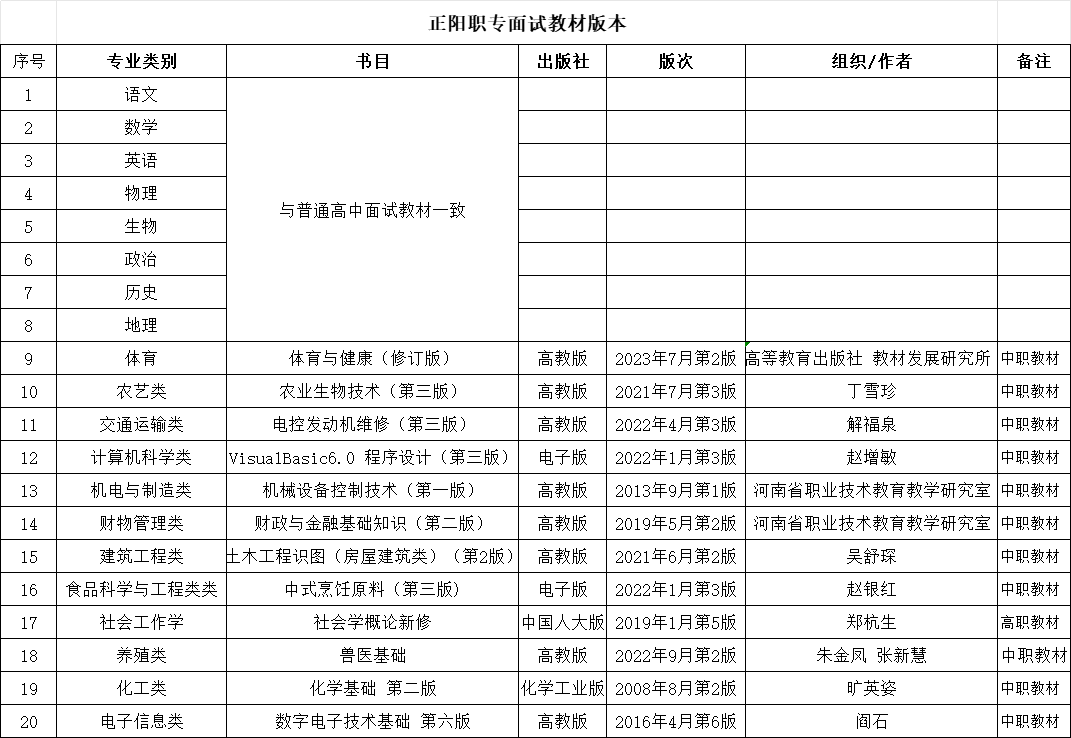 正阳职专面试教材版本
序号 专业类别 书目 出版社 版次 组织/作者 备注
1 语文
2 数学
3 英语
4 物理
与普通高中面试教材一致
5 生物
6 政治
7 历史
8 地理
9 体育 体育与健康（修订版） 高教版 2023年7月第2版 高等教育出版社 教材发展研究所 中职教材
10 农艺类 农业生物技术（第三版） 高教版 2021年7月第3版 丁雪珍 中职教材
11 交通运输类 电控发动机维修（第三版） 高教版 2022年4月第3版 解福泉 中职教材
12 计算机科学类 VisualBasic6.0 程序设计（第三版） 电子版 2022年1月第3版 赵增敏 中职教材
13 机电与制造类 机械设备控制技术（第一版） 高教版 2013年9月第1版 河南省职业技术教育教学研究室 中职教材
14 财物管理类 财政与金融基础知识（第二版） 高教版 2019年5月第2版 河南省职业技术教育教学研究室 中职教材
15 建筑工程类 土木工程识图（房屋建筑类）（第2版） 高教版 2021年6月第2版 吴舒琛 中职教材
16 食品科学与工程类类 中式烹饪原料（第三版） 电子版 2022年1月第3版 赵银红 中职教材
17 社会工作学 社会学概论新修 中国人大版 2019年1月第5版 郑杭生 高职教材
18 养殖类 兽医基础 高教版 2022年9月第2版 朱金凤 张新慧 中职教材
19 化工类 化学基础 第二版 化学工业版 2008年8月第2版 旷英姿 中职教材
20 电子信息类 数字电子技术基础 第六版 高教版 2016年4月第6版 阎石 中职教材